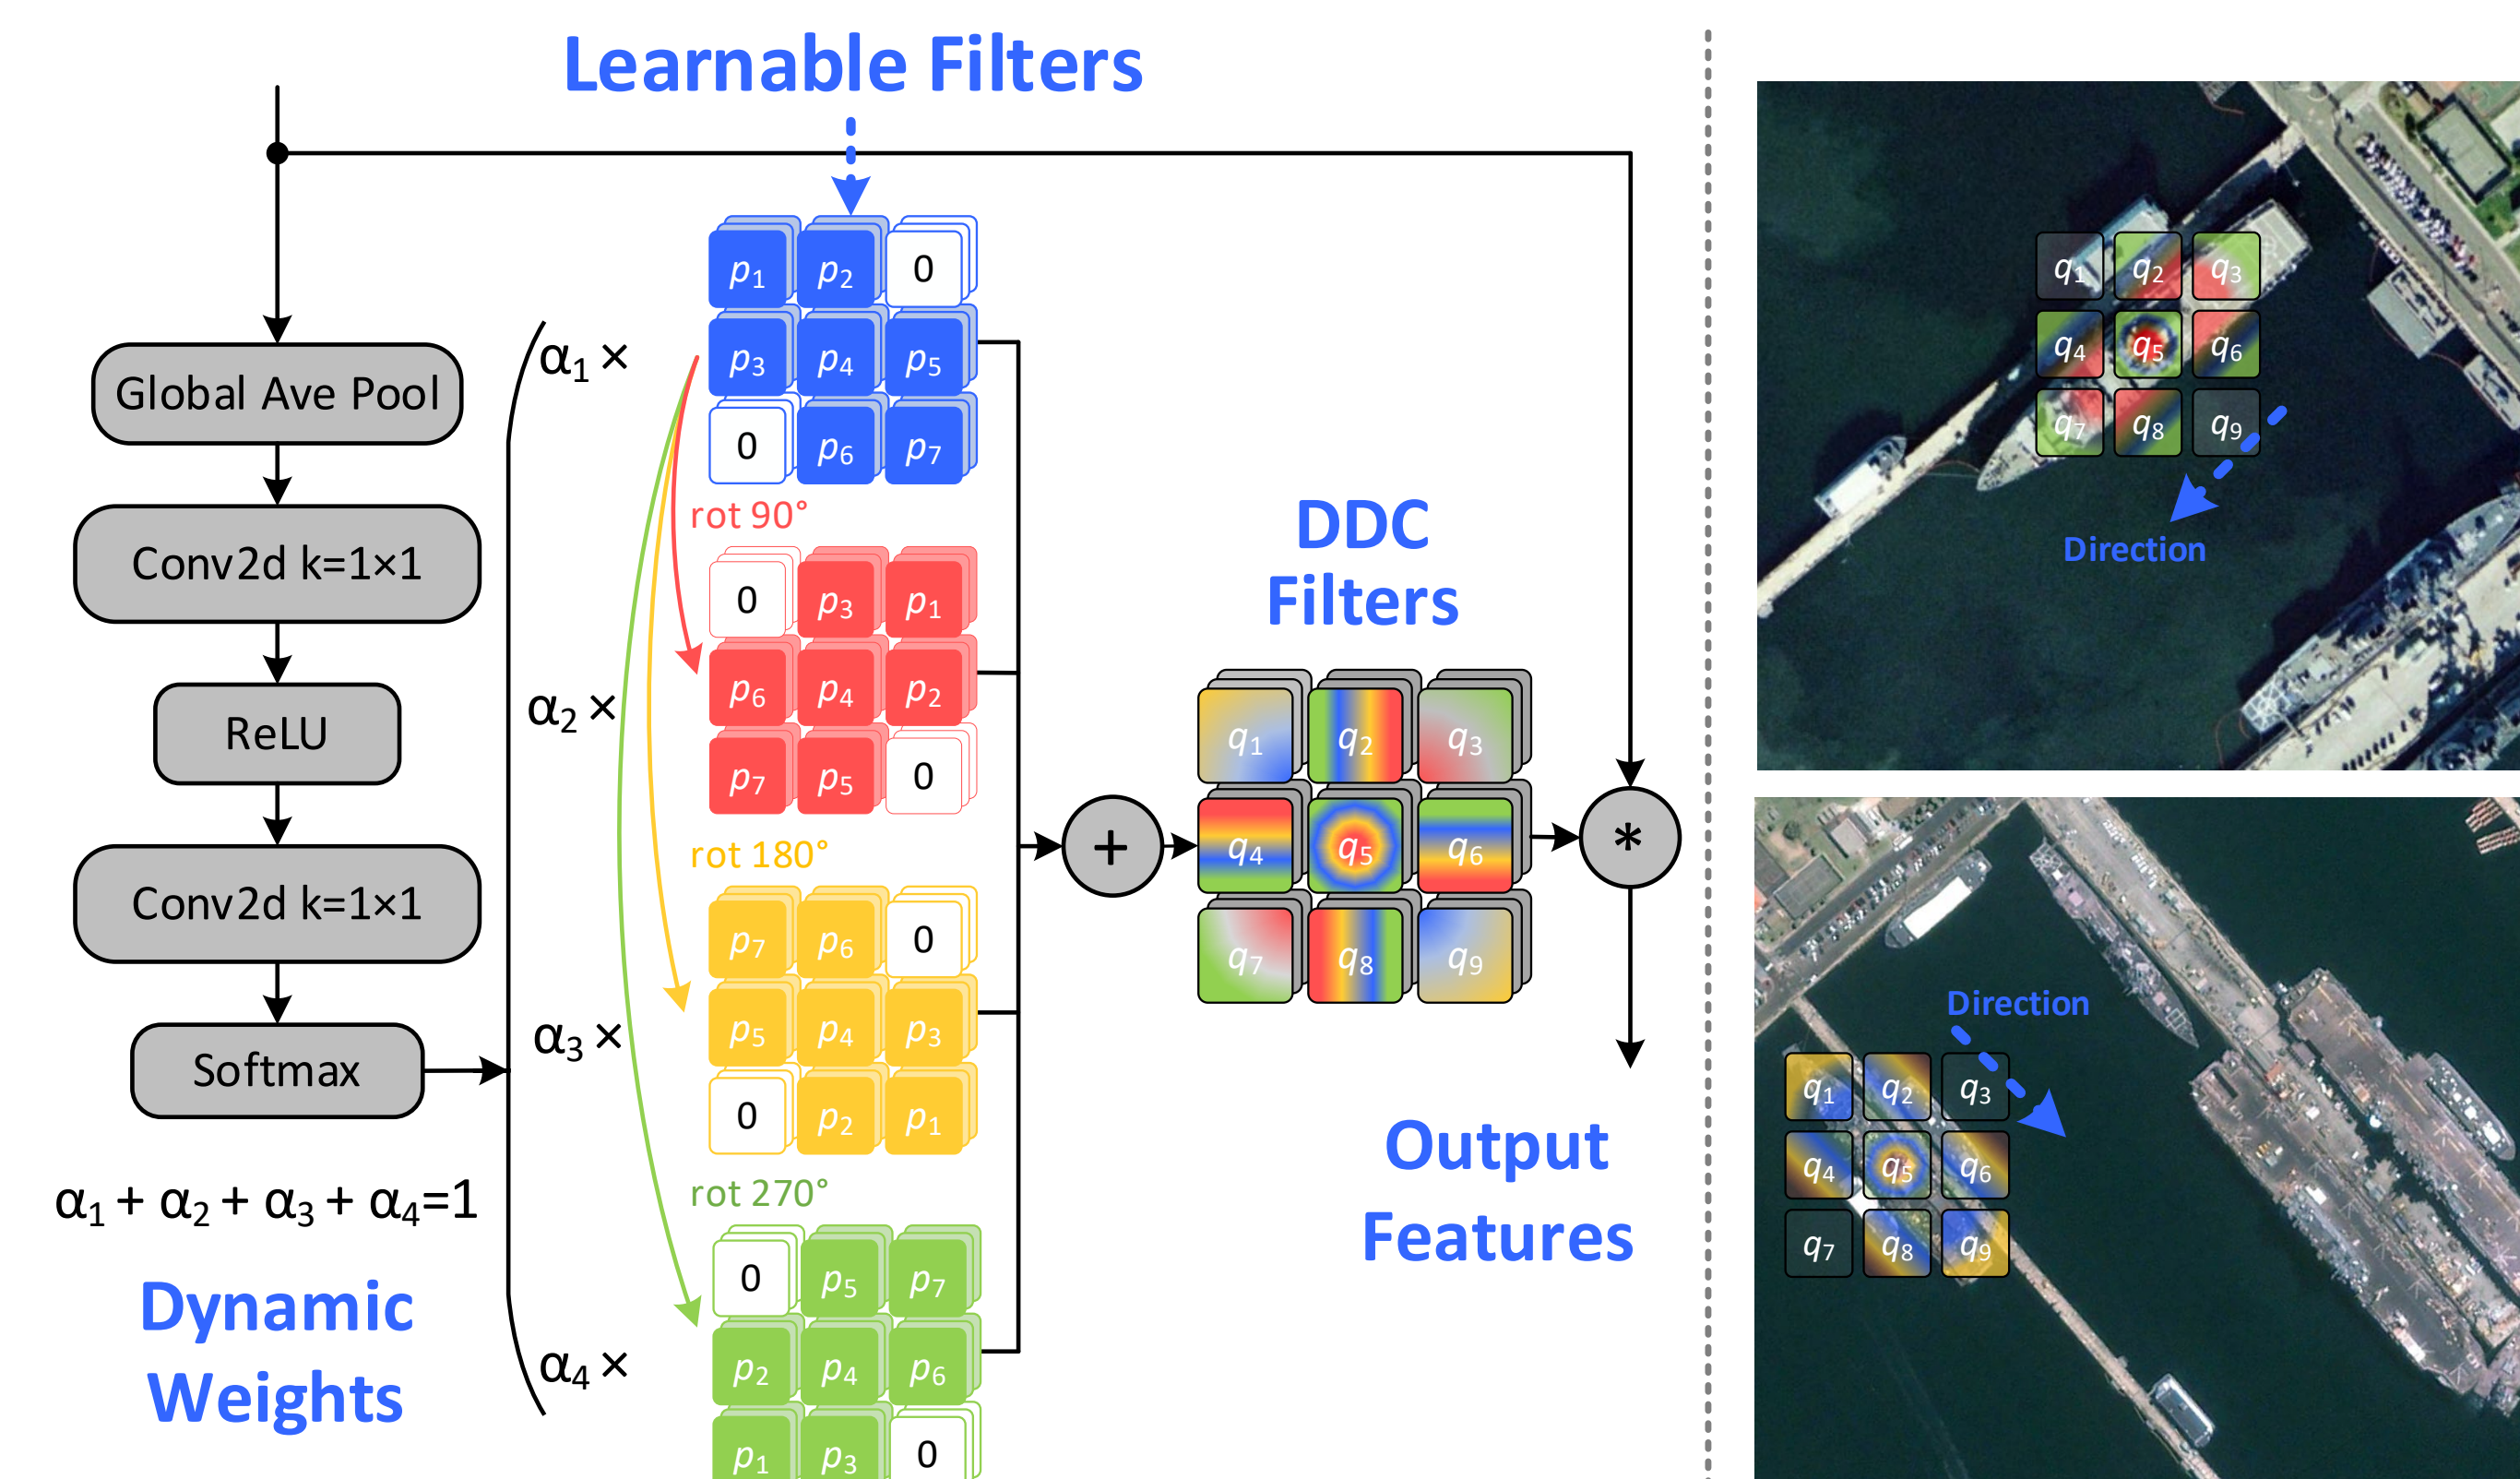 Learnable Filters
Global Ave Pool
Conv2d k=1×1
ReLU
Conv2d k=1×1
Softmax
α1 + α2 + α3 + α4=1
Dynamic
Weights
α1 ×
p1 p2 0
p3 p4 p5
0 p6 p7
rot 90°
α2 ×
0 p3 p1
p6 p4 p2
p7 p5 0
rot 180°
α3 ×
p7 p6 0
p5 p4 p3
0 p2 p1
rot 270°
α4 ×
0 p5 p7
p2 p4 p6
p1 p3 0
+
DDC
Filters
q1 q2 q3
q4 q5 q6
q7 q8 q9
*
Output
Features
q1 q2 q3
q4 q5 q6
q7 q8 q9
Direction
Direction
q1 q2 q3
q4 q5 q6
q7 q8 q9